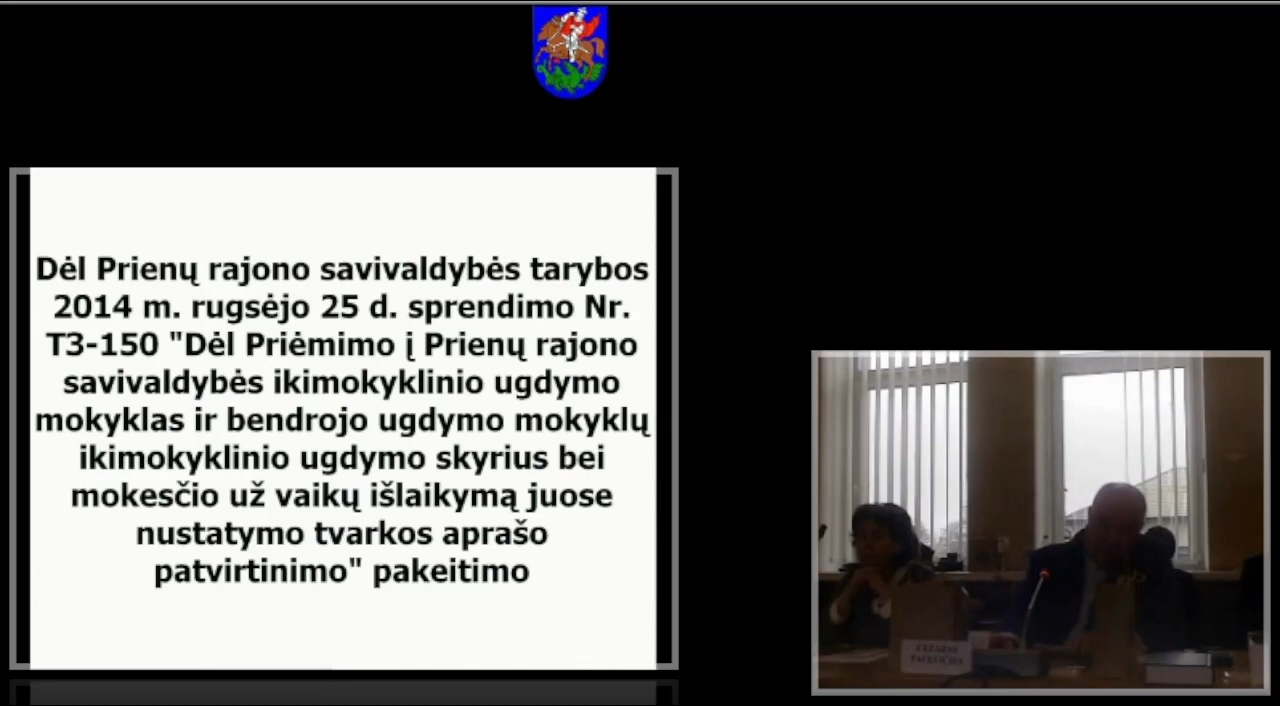 Dėl Prienų rajono savivaldybės tarybos
2014 m. rugsėjo 25 d. sprendimo Nr.
T3-150 "Dėl Priėmimo į Prienų rajono
savivaldybės ikimokyklinio ugdymo
mokyklas ir bendrojo ugdymo mokyklų
ikimokyklinio ugdymo skyrius bei
mokesčio už vaikų išlaikymą juose
nustatymo tvarkos aprašo
patvirtinimo" pakeitimo